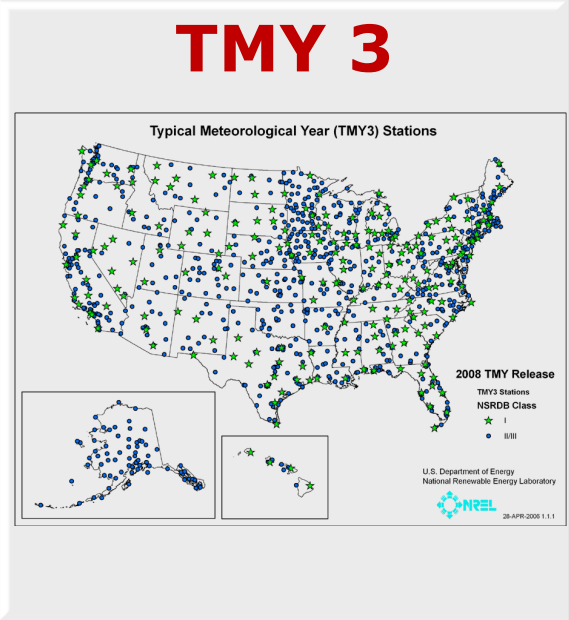 TMY 3
Typical Meteorological Year (TMY3) Stations
2008 TMY Release
TMY3 Stations
NSRDB Class
I
II/III
U.S. Department of Energy
National Renewable Energy Laboratory
NREL
28-APR-2006 1.1.1